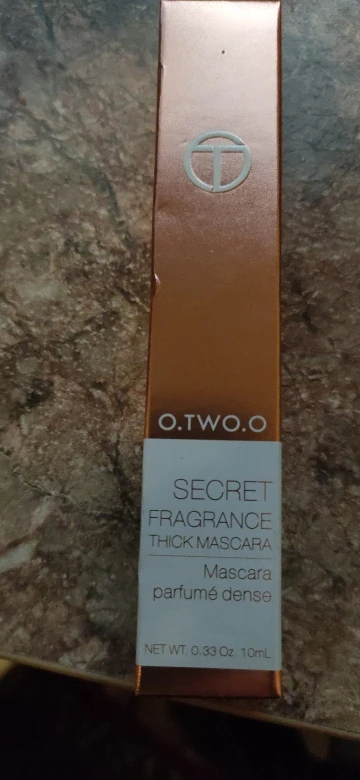 O.TWO.O
SECRET
FRAGRANCE
THICK MASCARA
Mascara
parfumé dense
NET WT. 0.33 Oz. 10mL